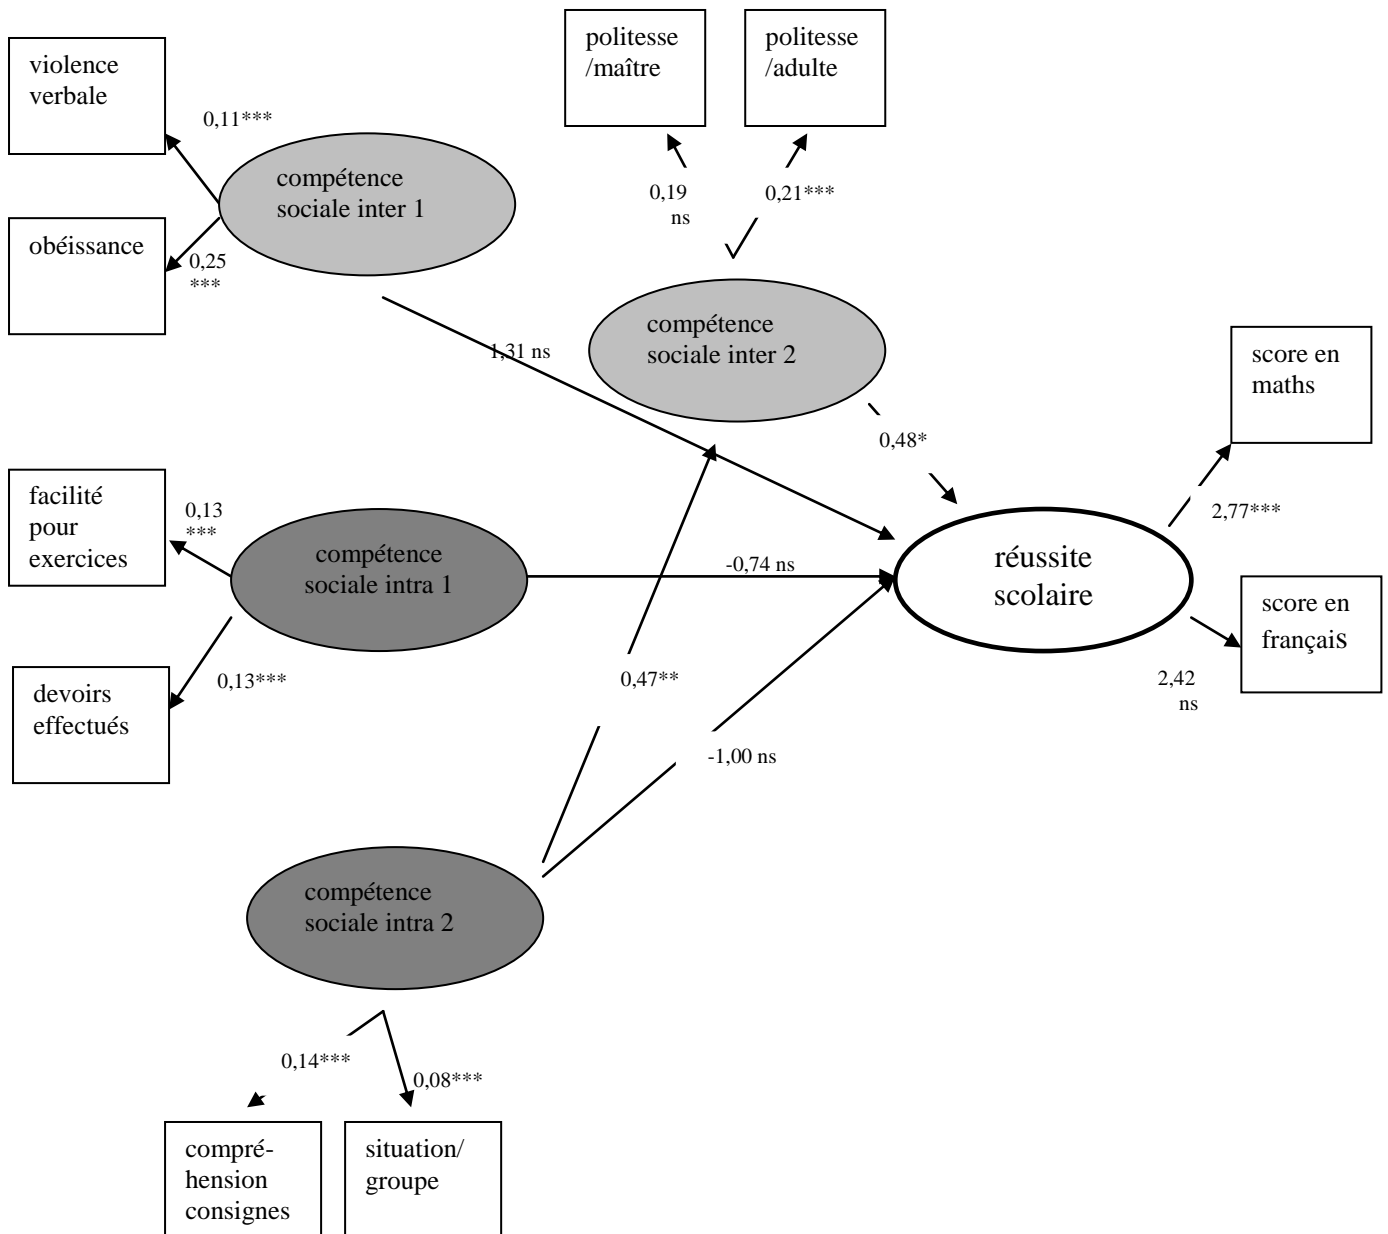 politesse
/maître
politesse
/adulte
violence
verbale
0,11***
compétence
sociale inter 1
0,19
ns
0,21***
obéissance
0,25
***
compétence
sociale inter 2
1,31 ns
score en
maths
0,48*
facilité
pour
exercices
0,13
***
2,77***
compétence
sociale intra 1
-0,74 ns
réussite
scolaire
score en
français
devoirs
effectués
0,13***
0,47**
2,42
ns
-1,00 ns
compétence
sociale intra 2
0,14***
0,08***
compré-
hension
consignes
situation/
groupe